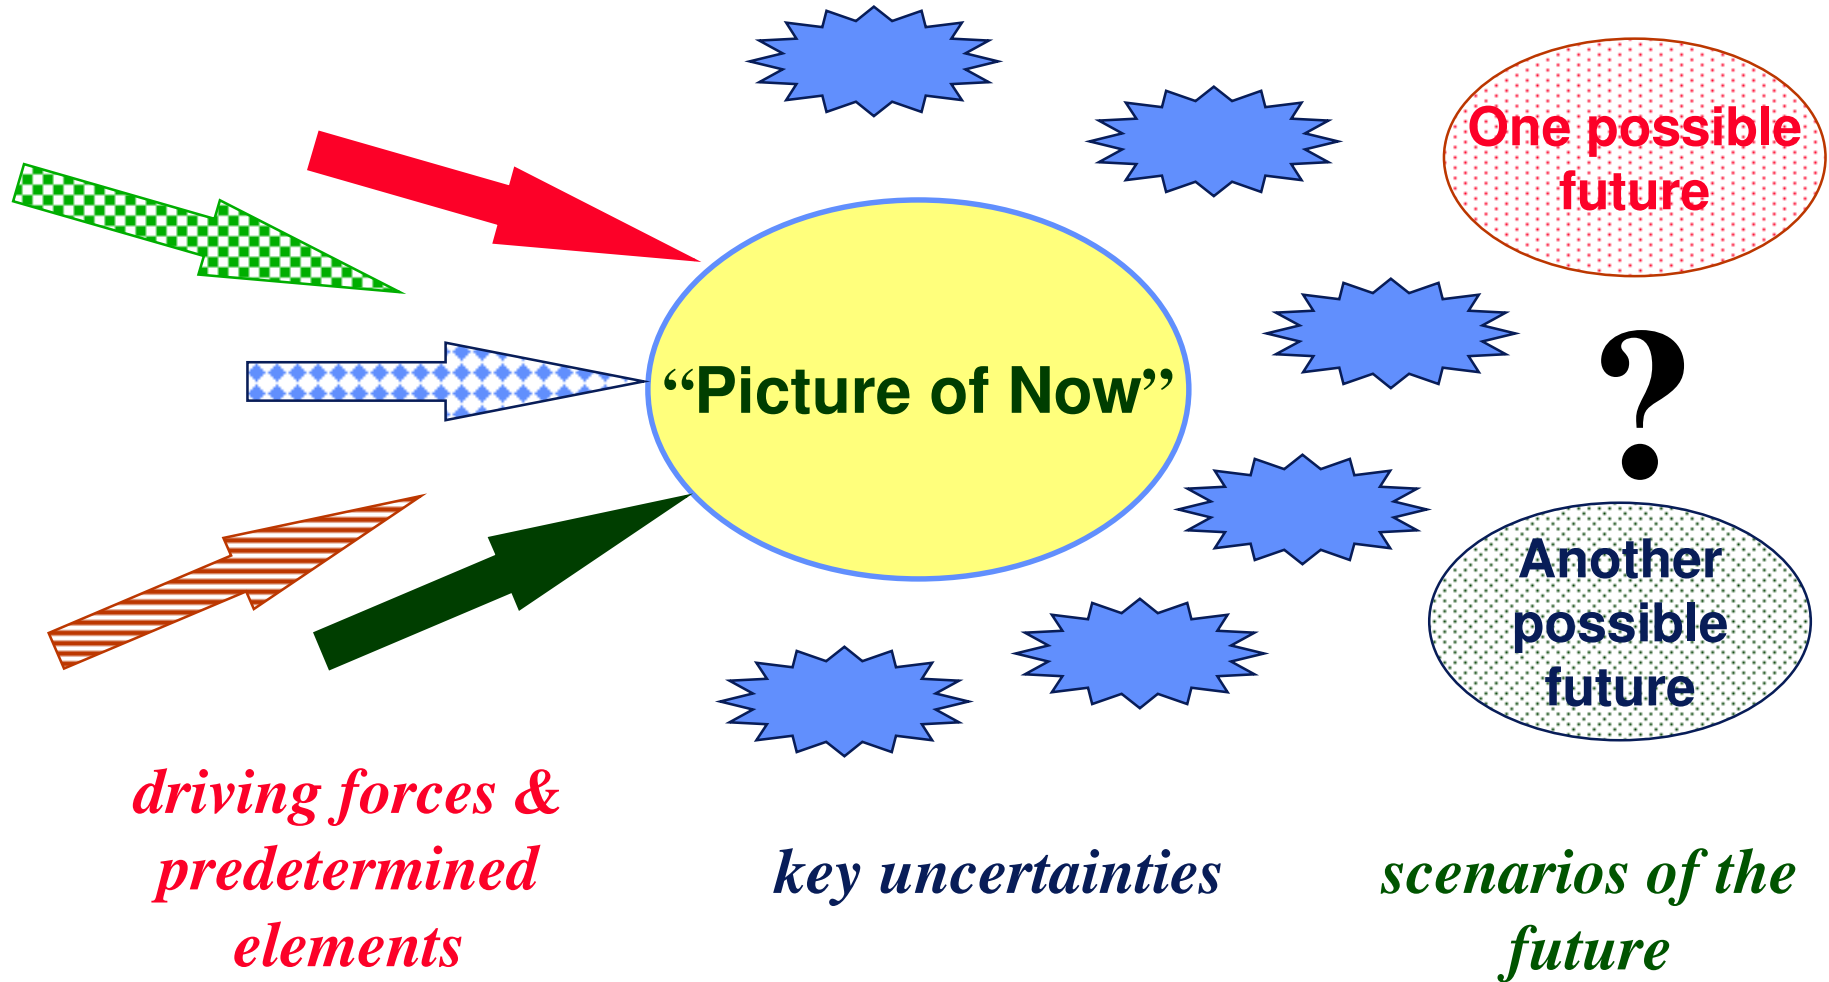 One possible
future
“Picture of Now”
?
Another
possible
future
driving forces &
predetermined
elements
key uncertainties
scenarios of the
future